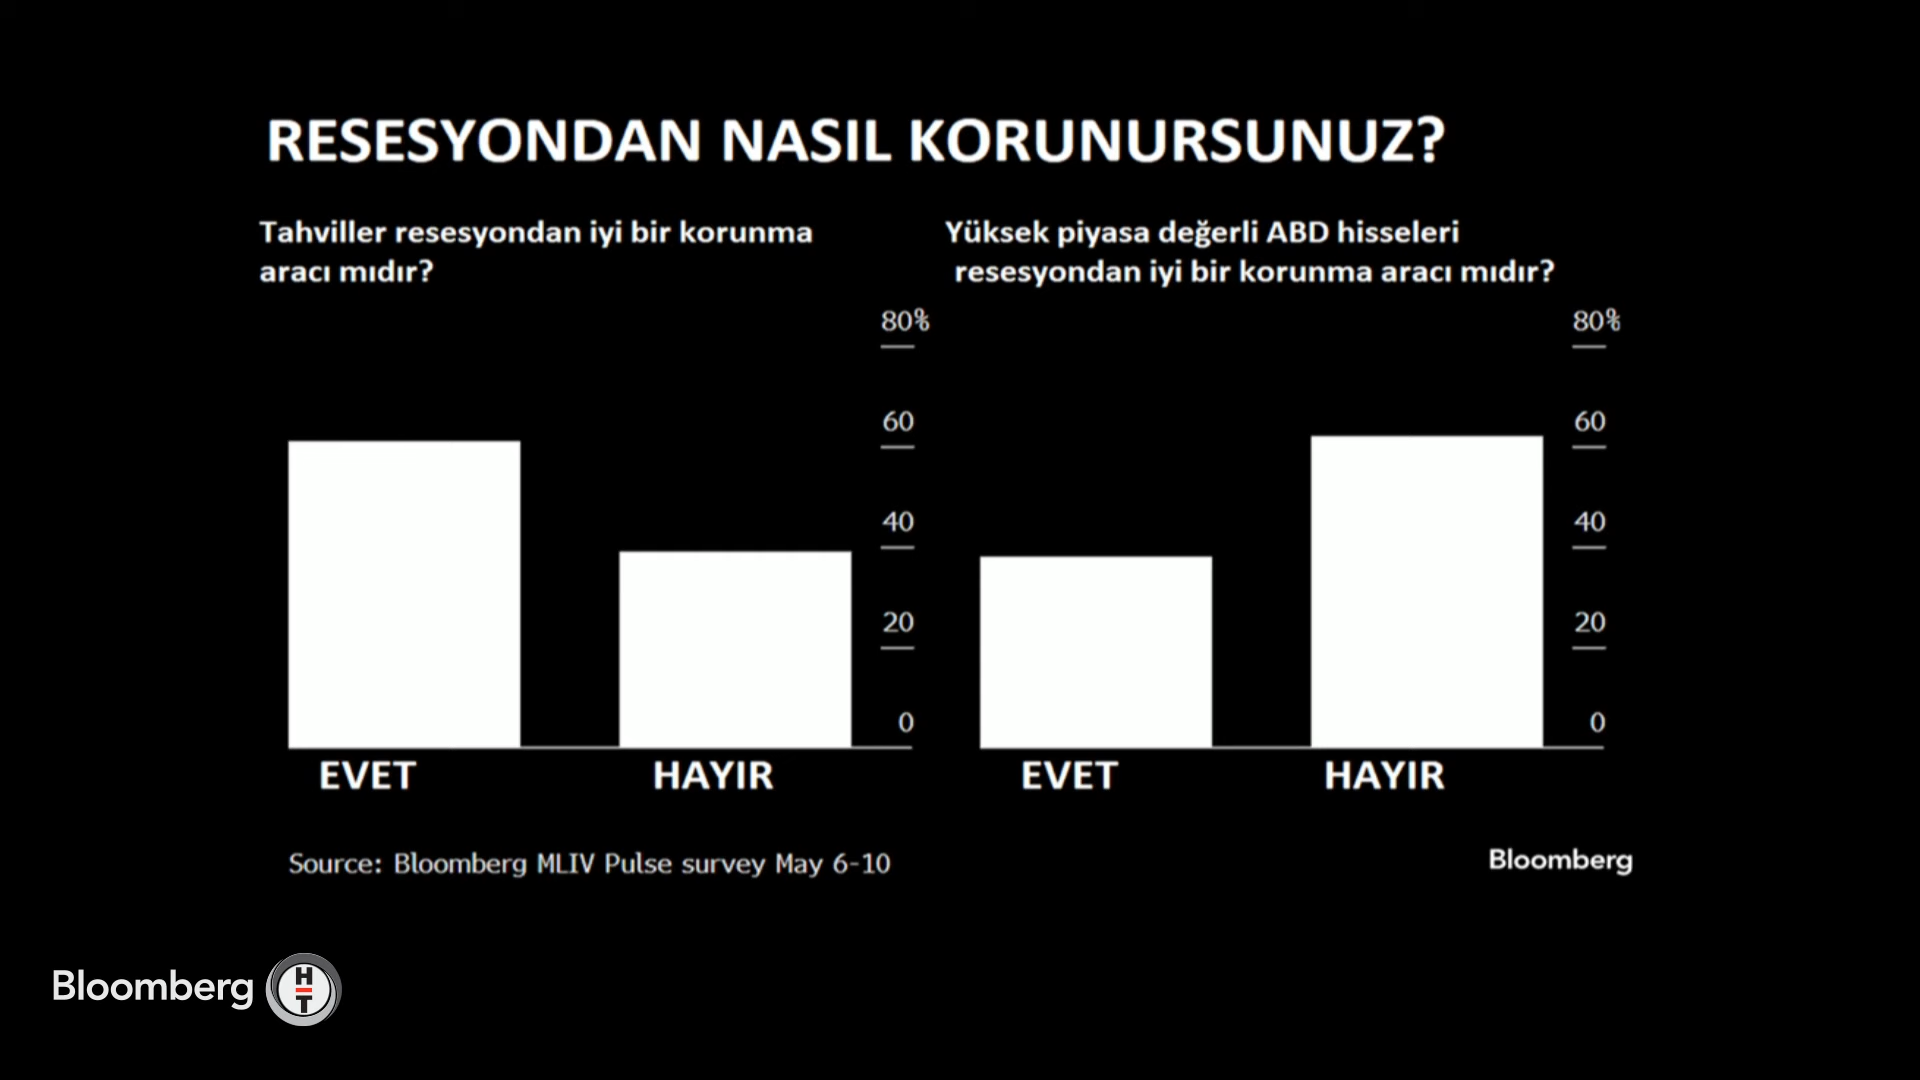 RESESYONDAN NASIL KORUNURSUNUZ?
Tahviller resesyondan iyi bir korunma
aracı mıdır?
80%
60
40
20
0
EVET
HAYIR
Yüksek piyasa değerli ABD hisseleri
resesyondan iyi bir korunma aracı mıdır?
80%
60
40
20
0
EVET
HAYIR
Source: Bloomberg MLIV Pulse survey May 6-10
Bloomberg
Bloomberg HT